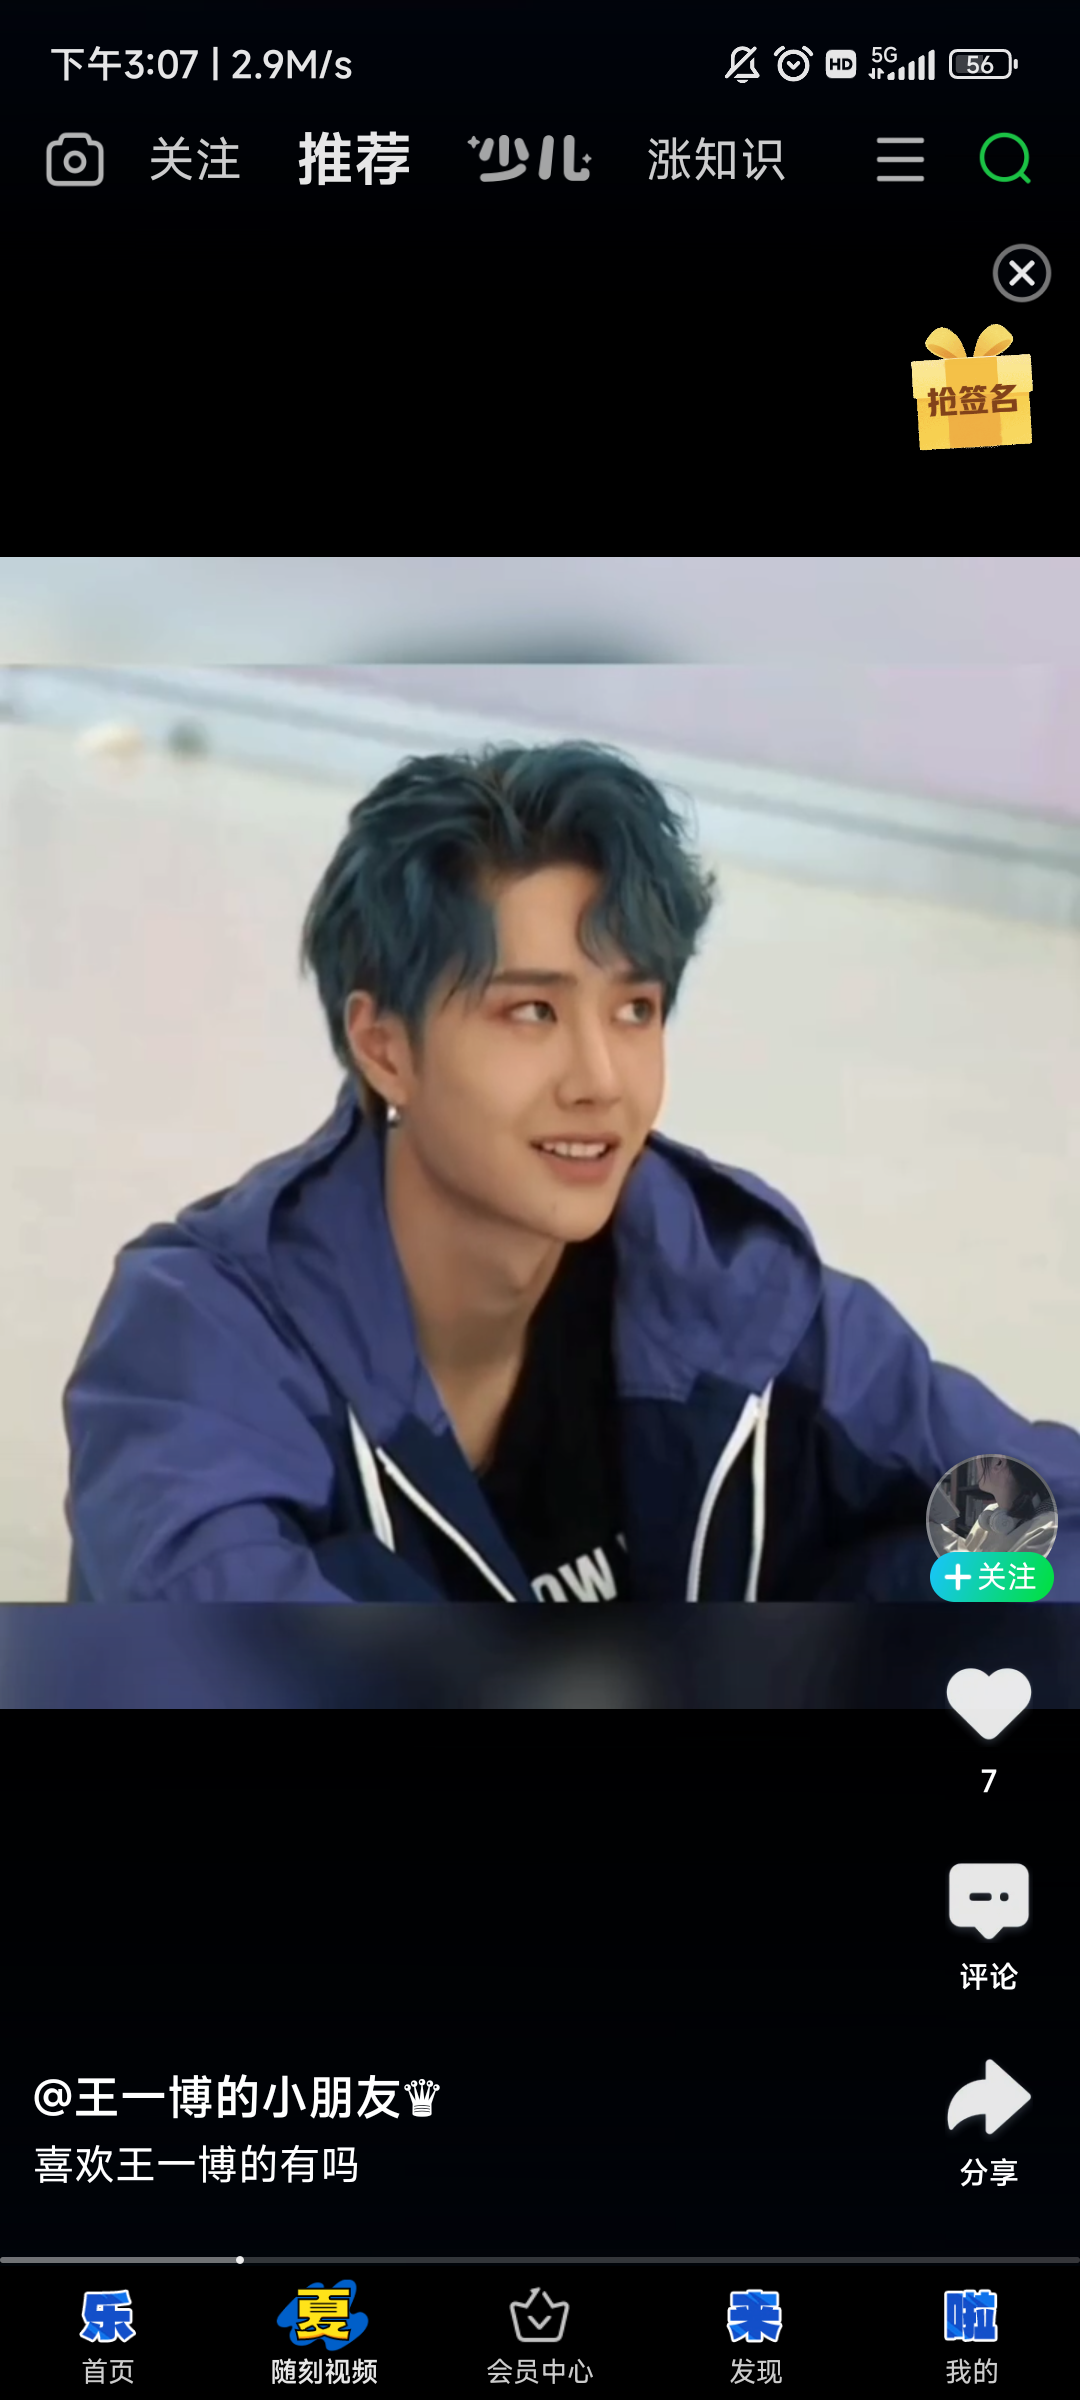 下午3:07 | 2.9M/s
HD
5G
56
关注
推荐
少儿
涨知识
抢签名
OW
关注
7
评论
@王一博的小朋友♛
喜欢王一博的有吗
分享
乐
夏
来
啦
首页
随刻视频
会员中心
发现
我的